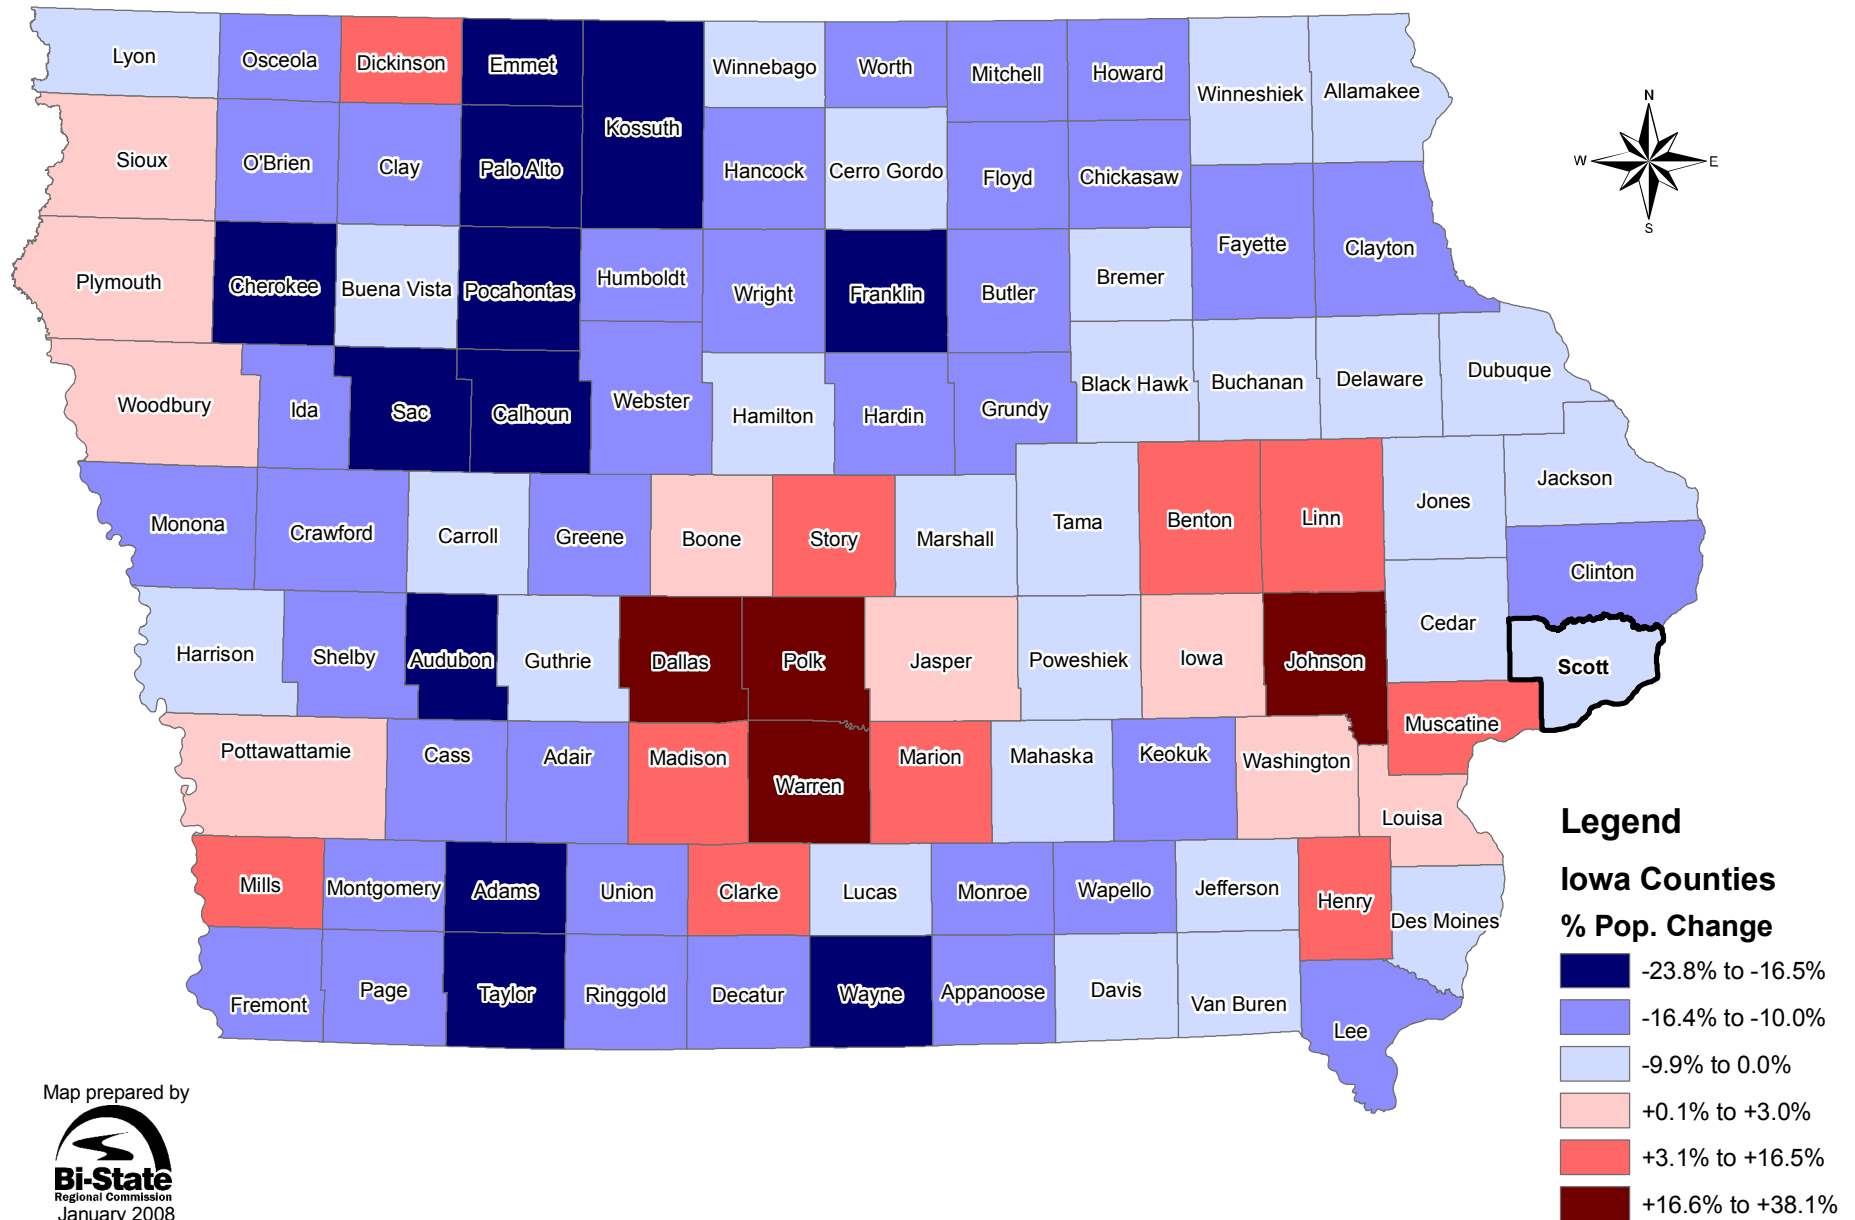 Lyon
Osceola
Dickinson
Emmet
Kossuth
Winnebago
Worth
Mitchell
Howard
Winneshiek
Allamakee
Sioux
O'Brien
Clay
Palo Alto
Hancock
Cerro Gordo
Floyd
Chickasaw
N
W
E
S
Plymouth
Cherokee
Buena Vista
Pocahontas
Humboldt
Wright
Franklin
Butler
Bremer
Fayette
Clayton
Woodbury
Ida
Sac
Calhoun
Webster
Hamilton
Hardin
Grundy
Black Hawk
Buchanan
Delaware
Dubuque
Monona
Crawford
Carroll
Greene
Boone
Story
Marshall
Tama
Benton
Linn
Jones
Jackson
Clinton
Harrison
Shelby
Audubon
Guthrie
Dallas
Polk
Jasper
Poweshiek
Iowa
Johnson
Cedar
Scott
Muscatine
Pottawattamie
Cass
Adair
Madison
Warren
Marion
Mahaska
Keokuk
Washington
Louisa
Mills
Montgomery
Adams
Union
Clarke
Lucas
Monroe
Wapello
Jefferson
Henry
Des Moines
Fremont
Page
Taylor
Ringgold
Decatur
Wayne
Appanoose
Davis
Van Buren
Lee
Legend
Iowa Counties
% Pop. Change
-23.8% to -16.5%
-16.4% to -10.0%
-9.9% to 0.0%
+0.1% to +3.0%
+3.1% to +16.5%
+16.6% to +38.1%
Map prepared by
Bi-State
Regional Commission
January 2008